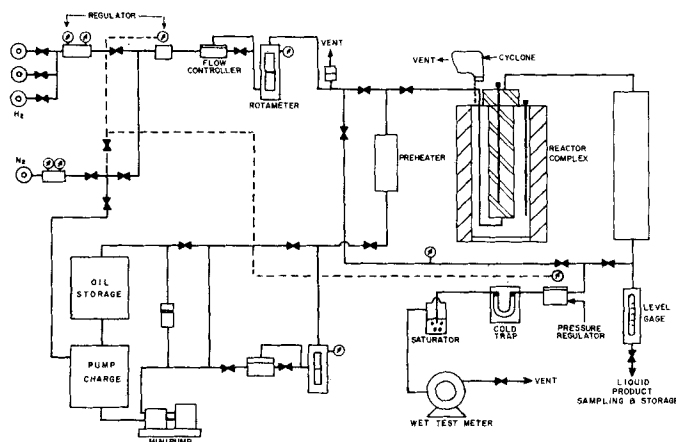 REGULATOR
H₂
FLOW
CONTROLLER
ROTAMETER
VENT
VENT
CYCLONE
REACTOR
COMPLEX
PREHEATER
N₂
OIL
STORAGE
PUMP
CHARGE
MINIPUMP
SATURATOR
COLD
TRAP
PRESSURE
REGULATOR
LEVEL
GAGE
WET TEST METER
VENT
LIQUID
PRODUCT
SAMPLING & STORAGE